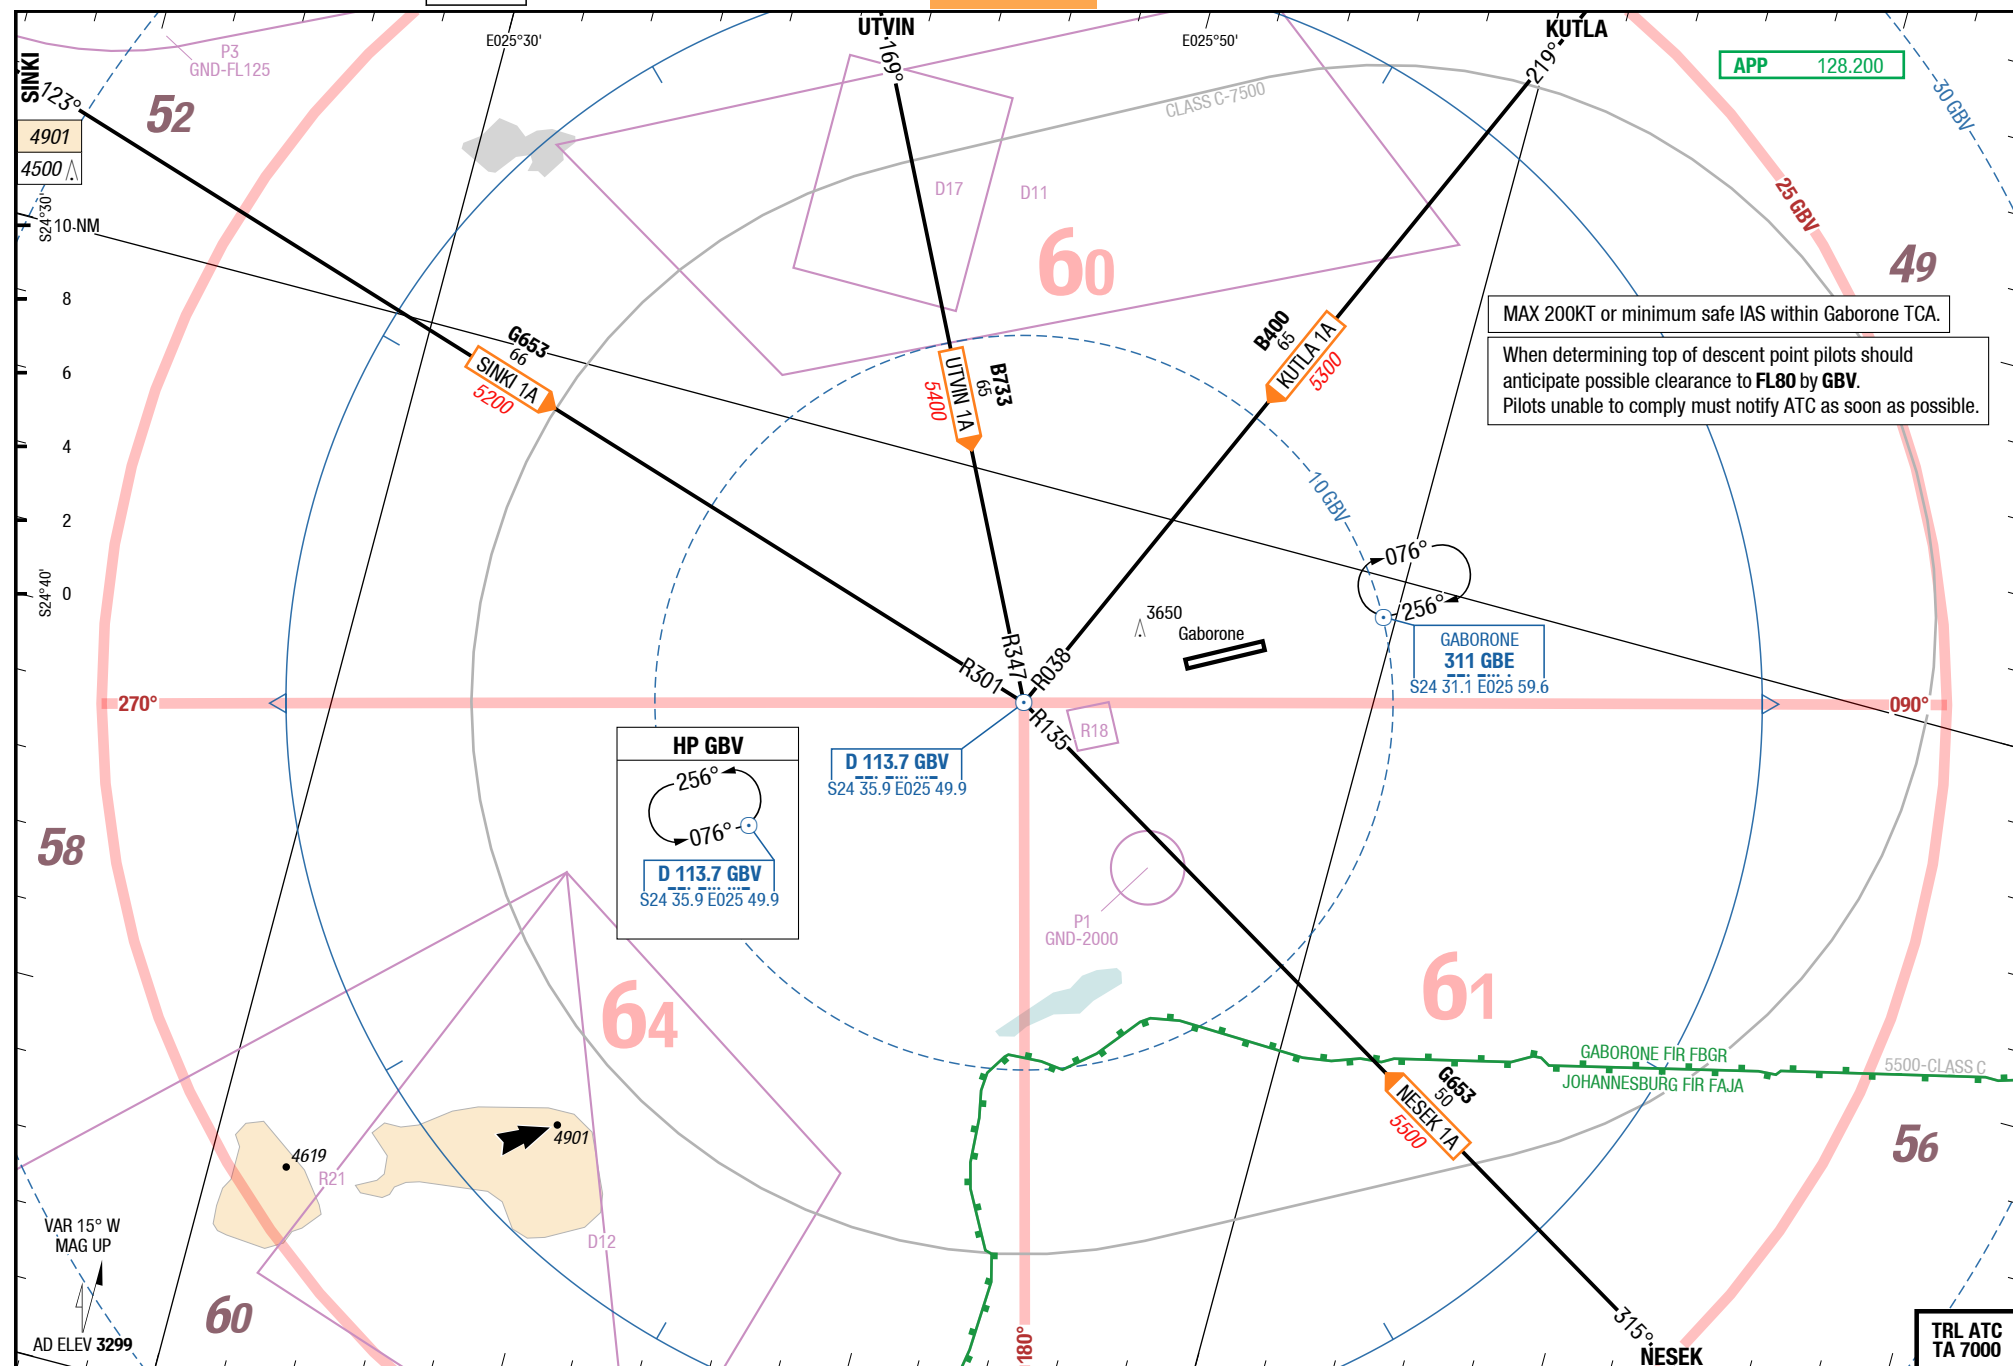 UTVIN
KUTLA
SINKI
E025°30'
E025°50'
P3
GND-FL125
52
123°
169°
219°
APP 128.200
30 GBV
CLASS C-7500
4901
4500
S24°30'
10-NM
8
6
4
2
0
S24°40'
D17
D11
60
25 GBV
49
MAX 200KT or minimum safe IAS within Gaborone TCA.
When determining top of descent point pilots should
anticipate possible clearance to FL80 by GBV.
Pilots unable to comply must notify ATC as soon as possible.
G653
66
SINKI 1A
5200
B733
65
UTVIN 1A
5400
B400
65
KUTLA 1A
5300
10 GBV
076°
256°
GABORONE
311 GBE
S24 31.1 E025 59.6
3650
Gaborone
R301
R347
R038
R135
R18
270°
090°
180°
D 113.7 GBV
S24 35.9 E025 49.9
HP GBV
256°
076°
D 113.7 GBV
S24 35.9 E025 49.9
58
P1
GND-2000
64
61
GABORONE FIR FBGR
JOHANNESBURG FIR FAJA
5500-CLASS C
G653
50
NESEK 1A
5500
56
4619
4901
R21
D12
60
VAR 15° W
MAG UP
AD ELEV 3299
315°
NESEK
TRL ATC
TA 7000